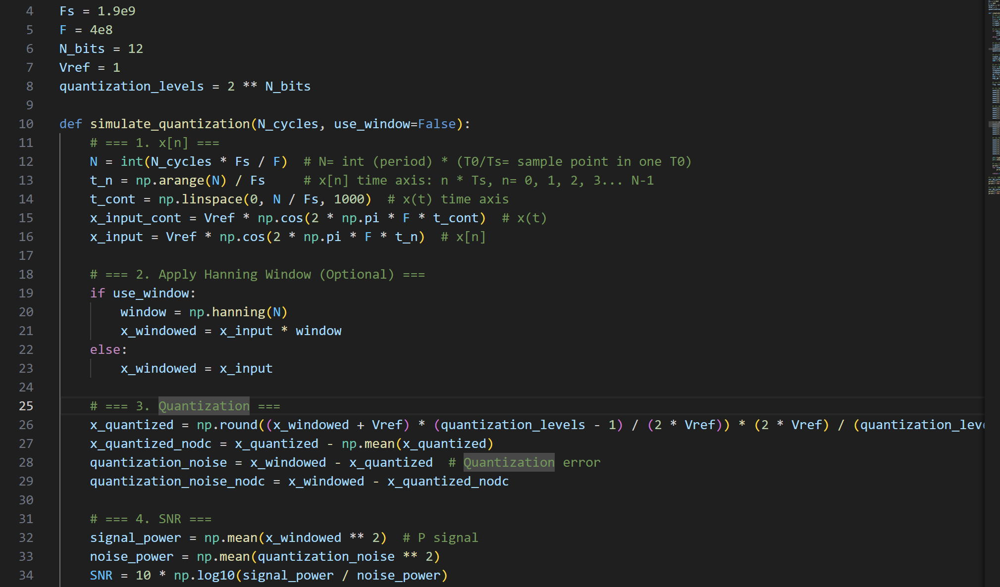 4 Fs = 1.9e9
5 F = 4e8
6 N_bits = 12
7 Vref = 1
8 quantization_levels = 2 ** N_bits
9
10 def simulate_quantization(N_cycles, use_window=False):
11 # === 1. x[n] ===
12 N = int(N_cycles * Fs / F)  # N= int (period) * (T0/Ts= sample point in one T0)
13 t_n = np.arange(N) / Fs     # x[n] time axis: n * Ts, n= 0, 1, 2, 3... N-1
14 t_cont = np.linspace(0, N / Fs, 1000)  # x(t) time axis
15 x_input_cont = Vref * np.cos(2 * np.pi * F * t_cont)  # x(t)
16 x_input = Vref * np.cos(2 * np.pi * F * t_n)  # x[n]
17
18 # === 2. Apply Hanning Window (Optional) ===
19 if use_window:
20 window = np.hanning(N)
21 x_windowed = x_input * window
22 else:
23 x_windowed = x_input
24
25 # === 3. Quantization ===
26 x_quantized = np.round((x_windowed + Vref) * (quantization_levels - 1) / (2 * Vref)) * (2 * Vref) / (quantization_lev
27 x_quantized_nodc = x_quantized - np.mean(x_quantized)
28 quantization_noise = x_windowed - x_quantized  # Quantization error
29 quantization_noise_nodc = x_windowed - x_quantized_nodc
30
31 # === 4. SNR ===
32 signal_power = np.mean(x_windowed ** 2)  # P signal
33 noise_power = np.mean(quantization_noise ** 2)
34 SNR = 10 * np.log10(signal_power / noise_power)